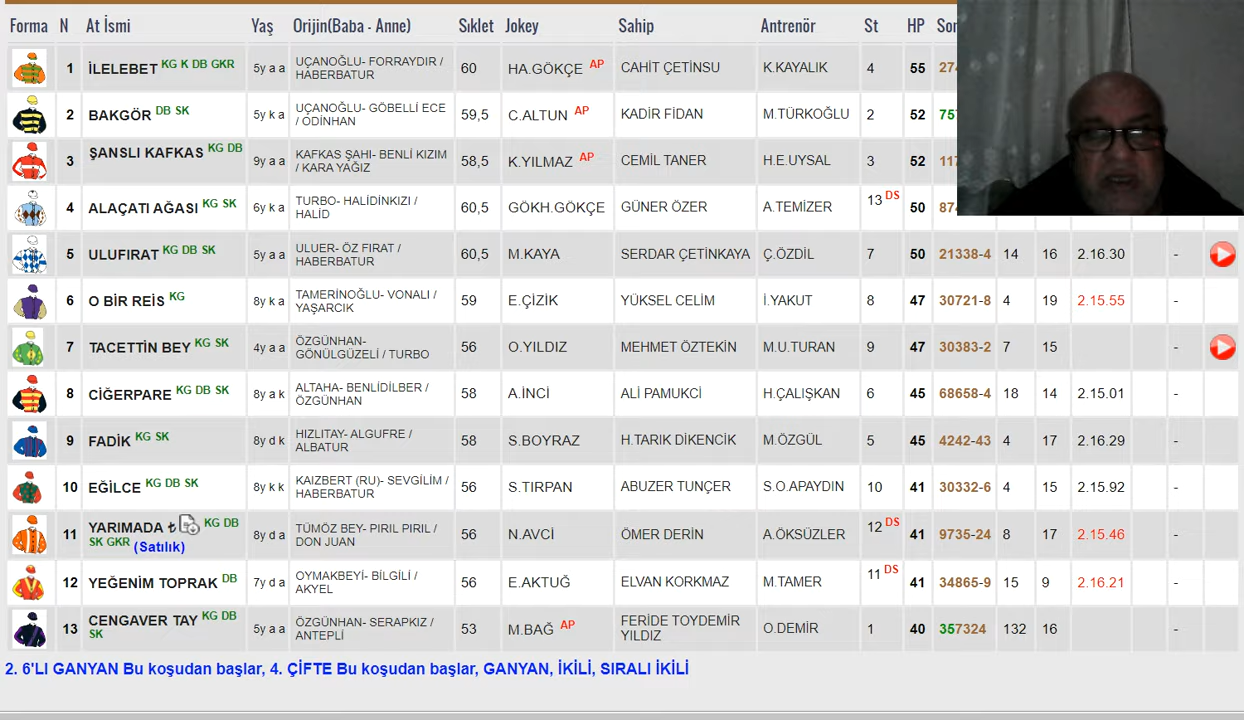 Forma N At İsmi Yaş Orijin(Baba - Anne) Sıklet Jokey Sahip Antrenör St HP
1 İLELEBET KG K DB GKR 5y a a UÇANOĞLU- FORRAYDIR / HABERBATUR 60 HA.GÖKÇE AP CAHİT ÇETİNSU K.KAYALIK 4 55
2 BAKGÖR DB SK 5y k a UÇANOĞLU- GÖBELLİ ECE / ODİNHAN 59,5 C.ALTUN AP KADİR FİDAN M.TÜRKOĞLU 2 52
3 ŞANSLI KAFKAS KG DB 9y a a KAFKAS ŞAHI- BENLİ KIZIM / KARA YAĞIZ 58,5 K.YILMAZ AP CEMİL TANER H.E.UYSAL 3 52
4 ALAÇATI AĞASI KG SK 6y k a TURBO- HALİDİNKIZI / HALİD 60,5 GÖKH.GÖKÇE GÜNER ÖZER A.TEMİZER 13 DS 50
5 ULUFIRAT KG DB SK 5y a a ULUER- ÖZ FIRAT / HABERBATUR 60,5 M.KAYA SERDAR ÇETİNKAYA Ç.ÖZDİL 7 50 21338-4 14 16 2.16.30 -
6 O BİR REİS KG 8y k a TAMERİNOĞLU- VONALI / YAŞARCIK 59 E.ÇİZİK YÜKSEL CELİM İ.YAKUT 8 47 30721-8 4 19 2.15.55 -
7 TACETTİN BEY KG SK 4y a a ÖZGÜNHAN- GÖNÜLGÜZELİ / TURBO 56 O.YILDIZ MEHMET ÖZTEKİN M.U.TURAN 9 47 30383-2 7 15 -
8 CİĞERPARE KG DB SK 8y a k ALTAHA- BENLİDİLBER / ÖZGÜNHAN 58 A.İNCİ ALİ PAMUKCİ H.ÇALIŞKAN 6 45 68658-4 18 14 2.15.01 -
9 FADİK KG SK 8y d k HIZLITAY- ALGUFRE / ALBATUR 58 S.BOYRAZ H.TARIK DİKENCİK M.ÖZGÜL 5 45 4242-43 4 17 2.16.29 -
10 EĞİLCE KG DB SK 8y k k KAIZBERT (RU)- SEVGİLİM / HABERBATUR 56 S.TIRPAN ABUZER TUNÇER S.O.APAYDIN 10 41 30332-6 4 15 2.15.92 -
11 YARIMADA ₺ KG DB SK GKR (Satılık) 8y d a TÜMÖZ BEY- PIRIL PIRIL / DON JUAN 56 N.AVCİ ÖMER DERİN A.ÖKSÜZLER 12 DS 41 9735-24 8 17 2.15.46 -
12 YEĞENİM TOPRAK DB 7y d a OYMAKBEYİ- BİLGİLİ / AKYEL 56 E.AKTUĞ ELVAN KORKMAZ M.TAMER 11 DS 41 34865-9 15 9 2.16.21 -
13 CENGAVER TAY KG DB SK 5y a a ÖZGÜNHAN- SERAPKIZ / ANTEPLİ 53 M.BAĞ AP FERİDE TOYDEMİR YILDIZ O.DEMİR 1 40 357324 132 16 -
2. 6'LI GANYAN Bu koşudan başlar, 4. ÇİFTE Bu koşudan başlar, GANYAN, İKİLİ, SIRALI İKİLİ